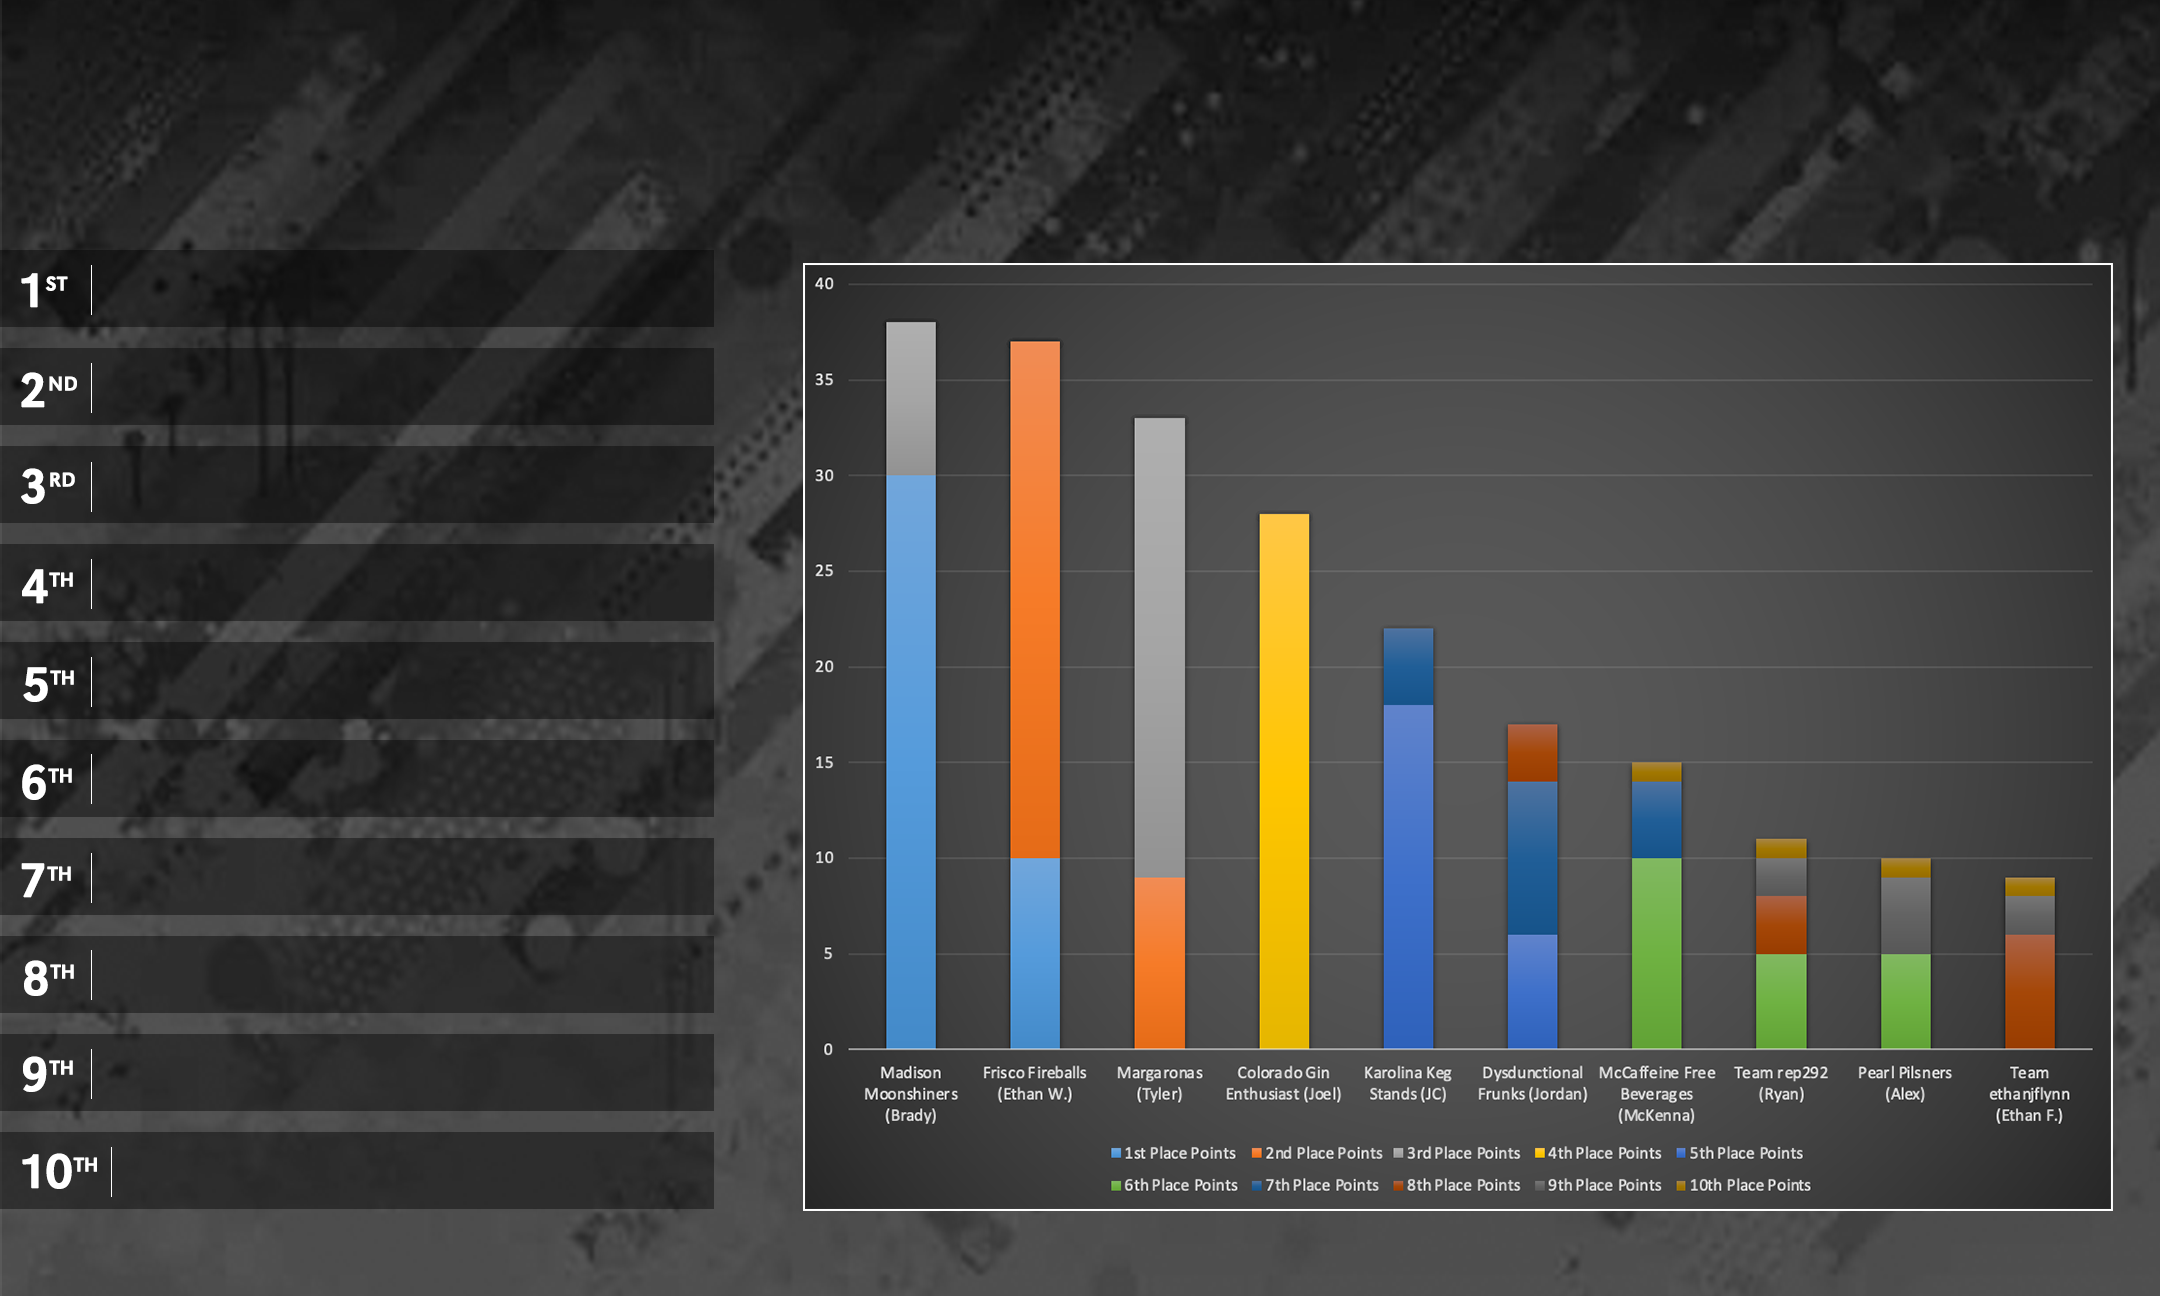 1ST
2ND
3RD
4TH
5TH
6TH
7TH
8TH
9TH
10TH
40
35
30
25
20
15
10
5
0
Madison
Moonshiners
(Brady)
Frisco Fireballs
(Ethan W.)
Margaronas
(Tyler)
Colorado Gin
Enthusiast (Joel)
Karolina Keg
Stands (JC)
Dysdunctional
Frunks (Jordan)
McCaffeine Free
Beverages
(McKenna)
Team rep292
(Ryan)
Pearl Pilsners
(Alex)
Team
ethanjflynn
(Ethan F.)
1st Place Points 2nd Place Points 3rd Place Points 4th Place Points 5th Place Points
6th Place Points 7th Place Points 8th Place Points 9th Place Points 10th Place Points